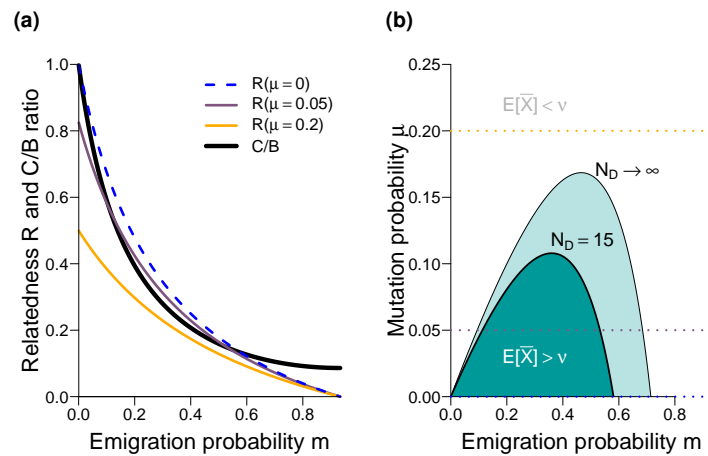 (a)
Relatedness R and C/B ratio
1.0
0.8
0.6
0.4
0.2
0.0
R(μ = 0)
R(μ = 0.05)
R(μ = 0.2)
C/B
0.0 0.2 0.4 0.6 0.8
Emigration probability m
(b)
Mutation probability μ
0.25
0.20
0.15
0.10
0.05
0.00
E[X̅] < ν
N_D → ∞
N_D = 15
E[X̅] > ν
0.0 0.2 0.4 0.6 0.8
Emigration probability m